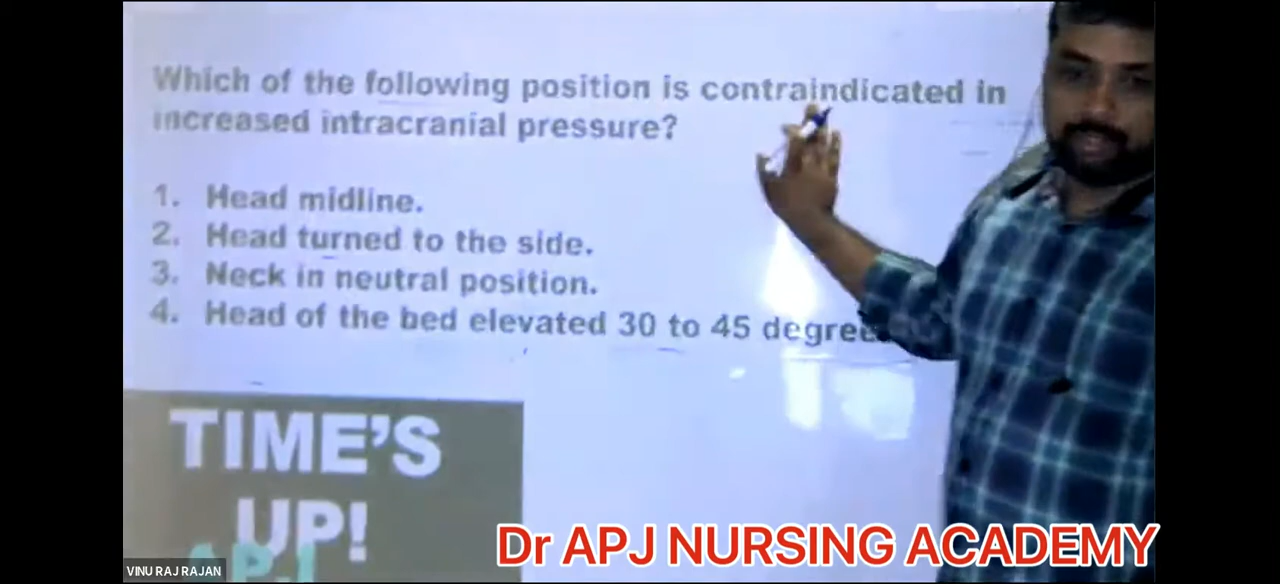 Which of the following position is contraindicated in
increased intracranial pressure?
1. Head midline.
2. Head turned to the side.
3. Neck in neutral position.
4. Head of the bed elevated 30 to 45 degree
TIME'S
UP!
APJ
Dr APJ NURSING ACADEMY
VINU RAJ RAJAN